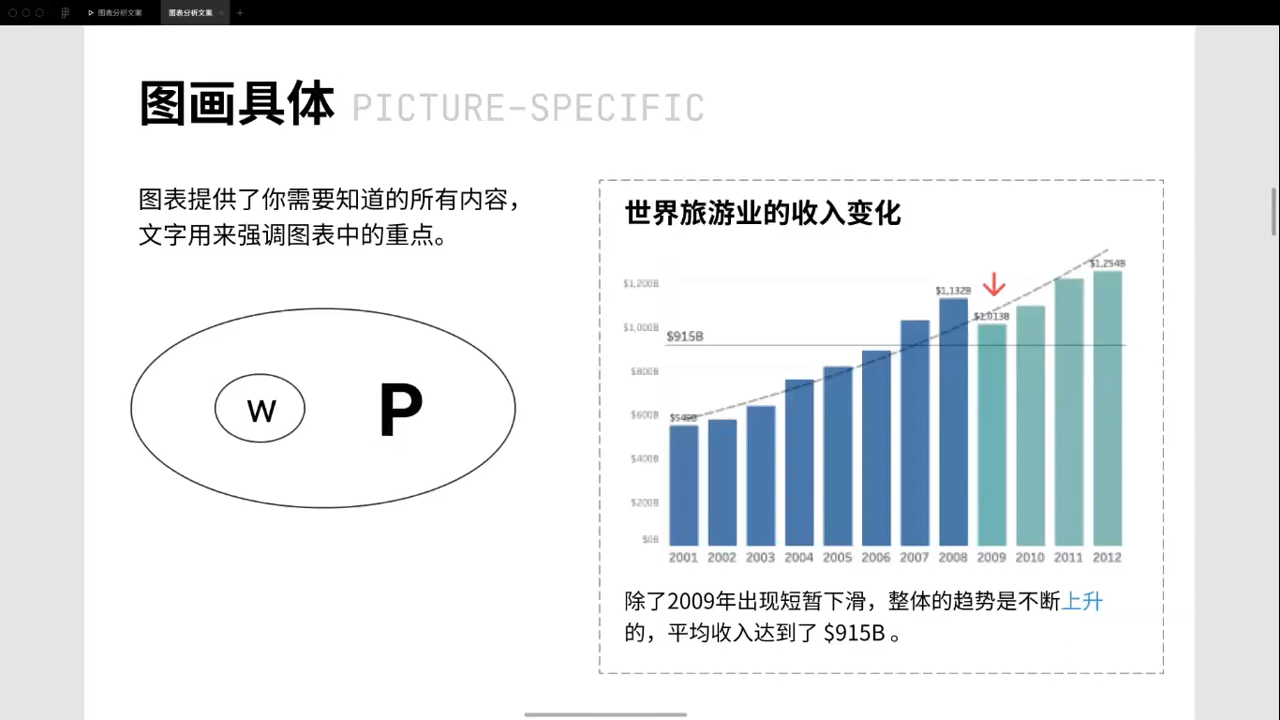 图表分析文案
图表分析文案
图画具体 PICTURE-SPECIFIC
图表提供了你需要知道的所有内容，
文字用来强调图表中的重点。
W
P
世界旅游业的收入变化
$1,200B
$1,000B
$800B
$600B
$400B
$200B
$0B
$915B
$1,132B
$1,013B
$1,254B
2001 2002 2003 2004 2005 2006 2007 2008 2009 2010 2011 2012
除了2009年出现短暂下滑，整体的趋势是不断上升
的，平均收入达到了 $915B 。